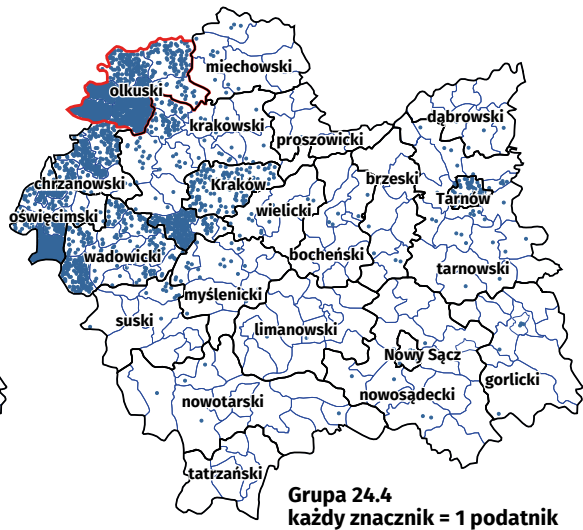 miechowski
olkuski
dąbrowski
krakowski
proszowicki
chrzanowski
Kraków
brzeski
Tarnów
oświęcimski
wielicki
wadowicki
bocheński
tarnowski
myślenicki
suski
limanowski
Nowy Sącz
gorlicki
nowotarski
nowosądecki
tatrzański
Grupa 24.4
każdy znacznik = 1 podatnik